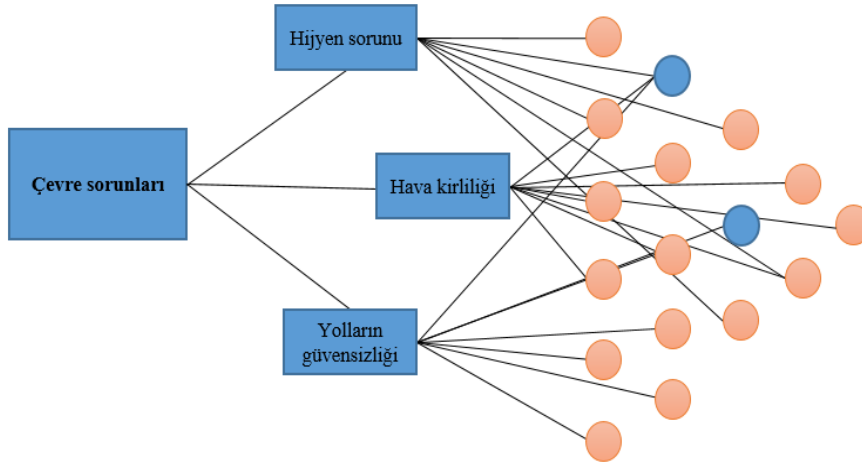 Hijyen sorunu
Çevre sorunları
Hava kirliliği
Yolların
güvensizliği